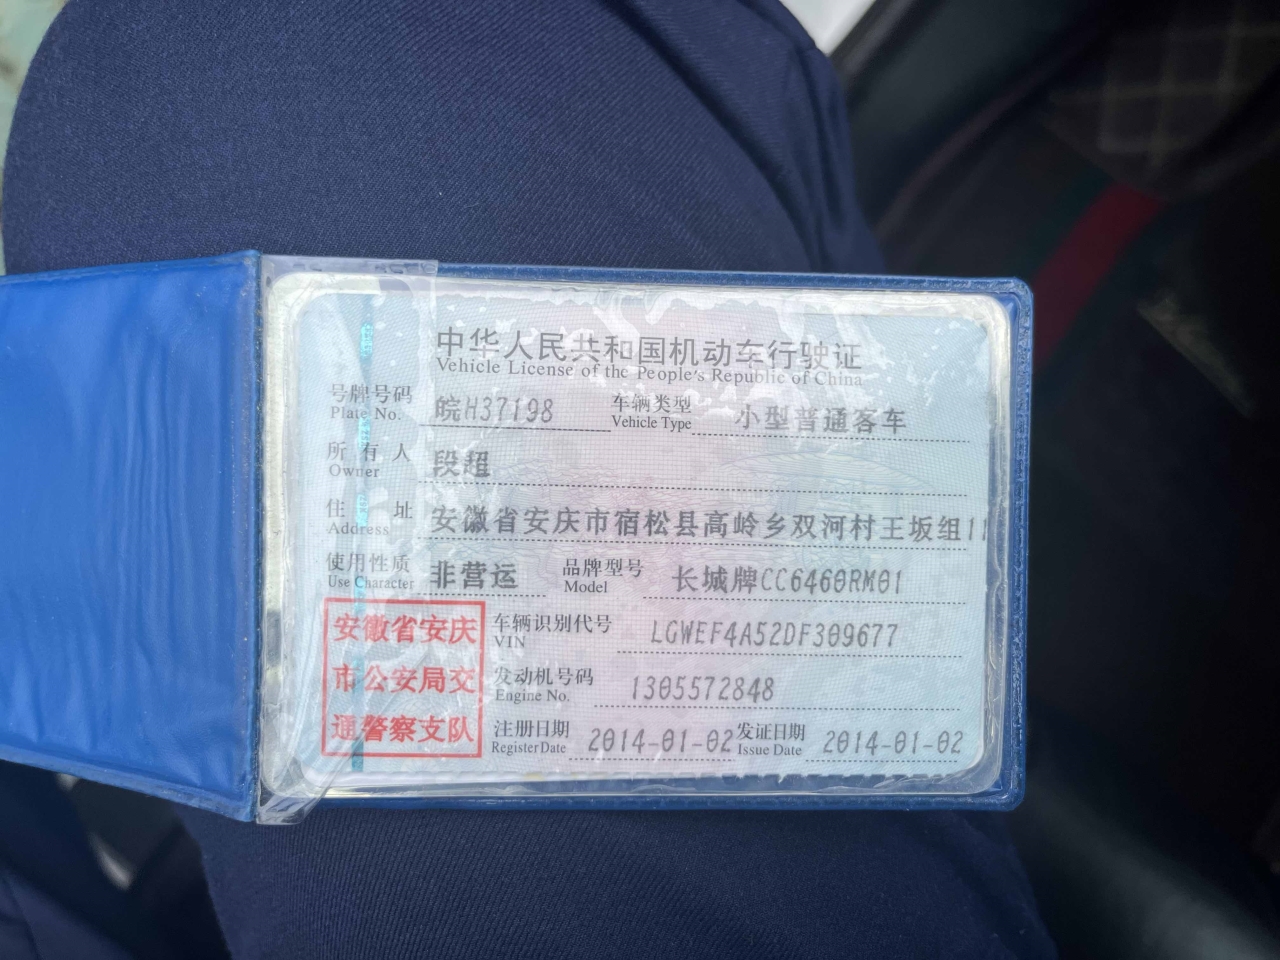 中华人民共和国机动车行驶证
Vehicle License of the People's Republic of China
号牌号码 皖H37198 车辆类型 小型普通客车
Plate No. Vehicle Type
所有人 段超
Owner
住址 安徽省安庆市宿松县高岭乡双河村王坂组11
Address
使用性质 非营运 品牌型号 长城牌CC6460RM01
Use Character Model
车辆识别代号 LGWEF4A52DF309677
VIN
发动机号码 1305572848
Engine No.
注册日期 2014-01-02 发证日期 2014-01-02
Register Date Issue Date
安徽省安庆
市公安局交
通警察支队